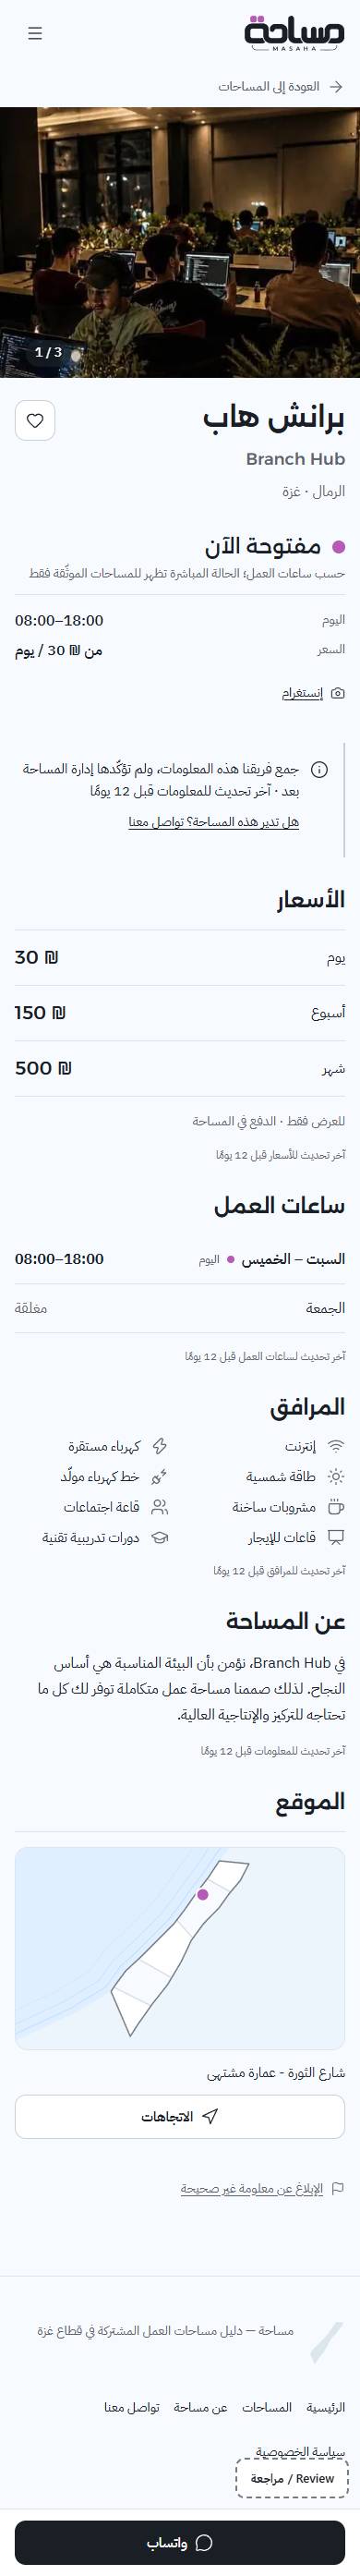 مساحة
MASAHA
العودة إلى المساحات
1 / 3
برانش هاب
Branch Hub
الرمال · غزة
مفتوحة الآن
حسب ساعات العمل؛ الحالة المباشرة تظهر للمساحات الموثّقة فقط
اليوم 08:00–18:00
السعر من ₪ 30 / يوم
إنستغرام
جمع فريقنا هذه المعلومات، ولم تؤكّدها إدارة المساحة
بعد · آخر تحديث للمعلومات قبل 12 يومًا
هل تدير هذه المساحة؟ تواصل معنا
الأسعار
يوم 30 ₪
أسبوع 150 ₪
شهر 500 ₪
للعرض فقط · الدفع في المساحة
آخر تحديث للأسعار قبل 12 يومًا
ساعات العمل
السبت – الخميس اليوم 08:00–18:00
الجمعة مغلقة
آخر تحديث لساعات العمل قبل 12 يومًا
المرافق
إنترنت كهرباء مستقرة
طاقة شمسية خط كهرباء مولّد
مشروبات ساخنة قاعة اجتماعات
قاعات للإيجار دورات تدريبية تقنية
آخر تحديث للمرافق قبل 12 يومًا
عن المساحة
في Branch Hub، نؤمن بأن البيئة المناسبة هي أساس
النجاح. لذلك صممنا مساحة عمل متكاملة توفر لك كل ما
تحتاجه للتركيز والإنتاجية العالية.
آخر تحديث للمعلومات قبل 12 يومًا
الموقع
شارع الثورة - عمارة مشتهى
الاتجاهات
الإبلاغ عن معلومة غير صحيحة
مساحة — دليل مساحات العمل المشتركة في قطاع غزة
الرئيسية المساحات عن مساحة تواصل معنا
سياسة الخصوصية
Review / مراجعة
واتساب